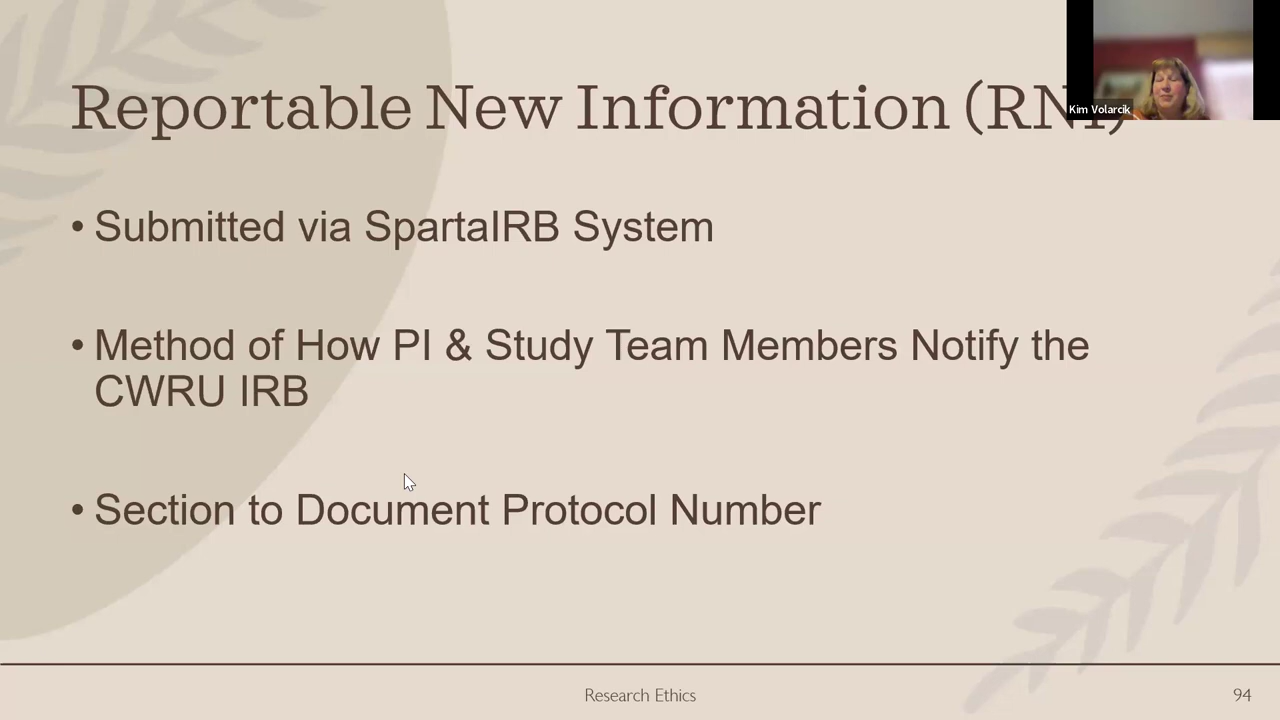 Reportable New Information (RNI)
Kim Volarcik
• Submitted via SpartaIRB System
• Method of How PI & Study Team Members Notify the
CWRU IRB
• Section to Document Protocol Number
Research Ethics
94